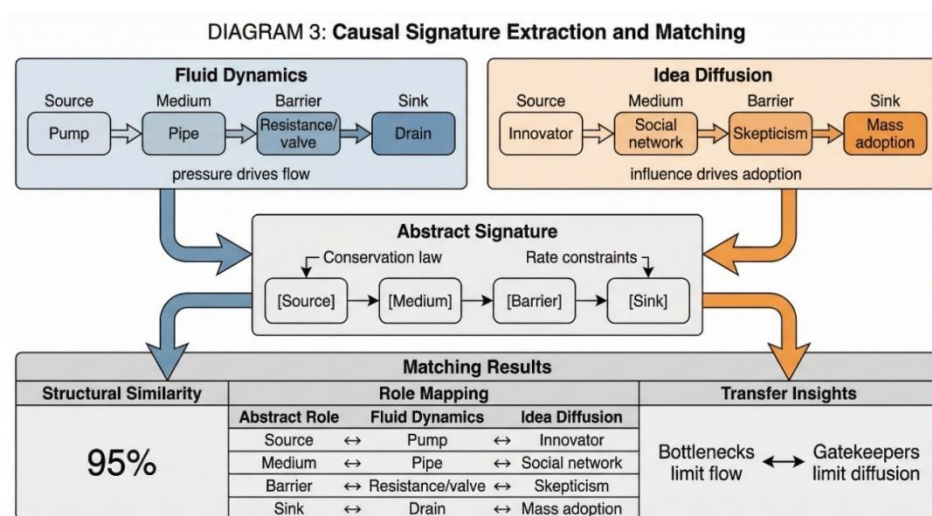 DIAGRAM 3: Causal Signature Extraction and Matching
Fluid Dynamics
Source Medium Barrier Sink
Pump Pipe Resistance/ valve Drain
pressure drives flow
Idea Diffusion
Source Medium Barrier Sink
Innovator Social network Skepticism Mass adoption
influence drives adoption
Abstract Signature
Conservation law Rate constraints
[Source] [Medium] [Barrier] [Sink]
Matching Results
Structural Similarity Role Mapping Transfer Insights
95%
Abstract Role Fluid Dynamics Idea Diffusion
Source ↔ Pump ↔ Innovator
Medium ↔ Pipe ↔ Social network
Barrier ↔ Resistance/valve ↔ Skepticism
Sink ↔ Drain ↔ Mass adoption
Bottlenecks limit flow ↔ Gatekeepers limit diffusion